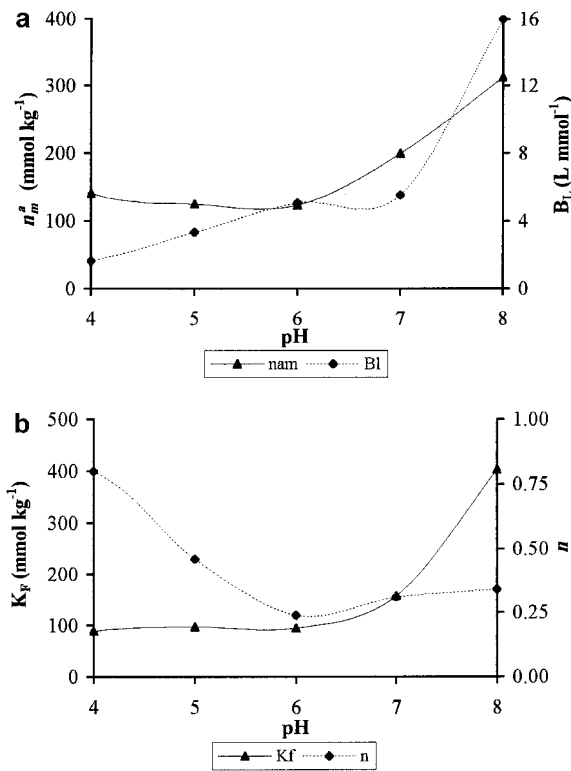 a
400
300
200
100
0
n_m^a (mmol kg⁻¹)
16
12
8
4
0
B_L (L mmol⁻¹)
4 5 6 7 8
pH
nam Bl
b
500
400
300
200
100
0
K_F (mmol kg⁻¹)
1.00
0.75
0.50
0.25
0.00
n
4 5 6 7 8
pH
Kf n